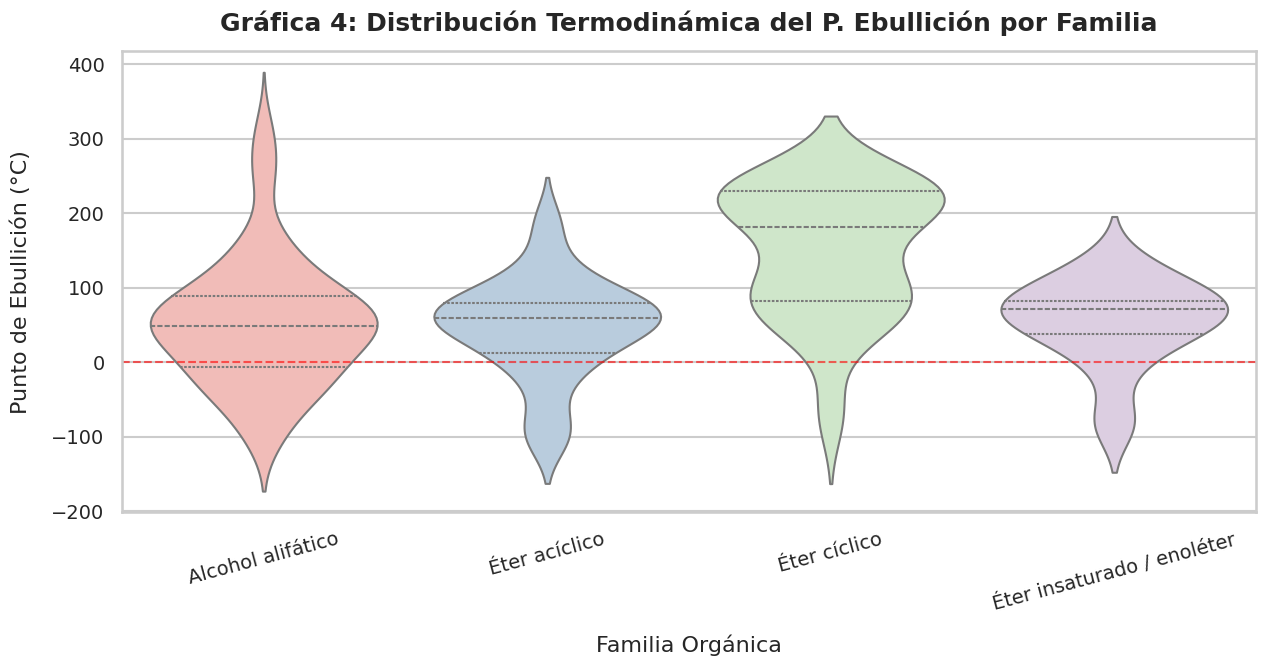 Gráfica 4: Distribución Termodinámica del P. Ebullición por Familia
Punto de Ebullición (°C)
400
300
200
100
0
−100
−200
Alcohol alifático
Éter acíclico
Éter cíclico
Éter insaturado / enoléter
Familia Orgánica